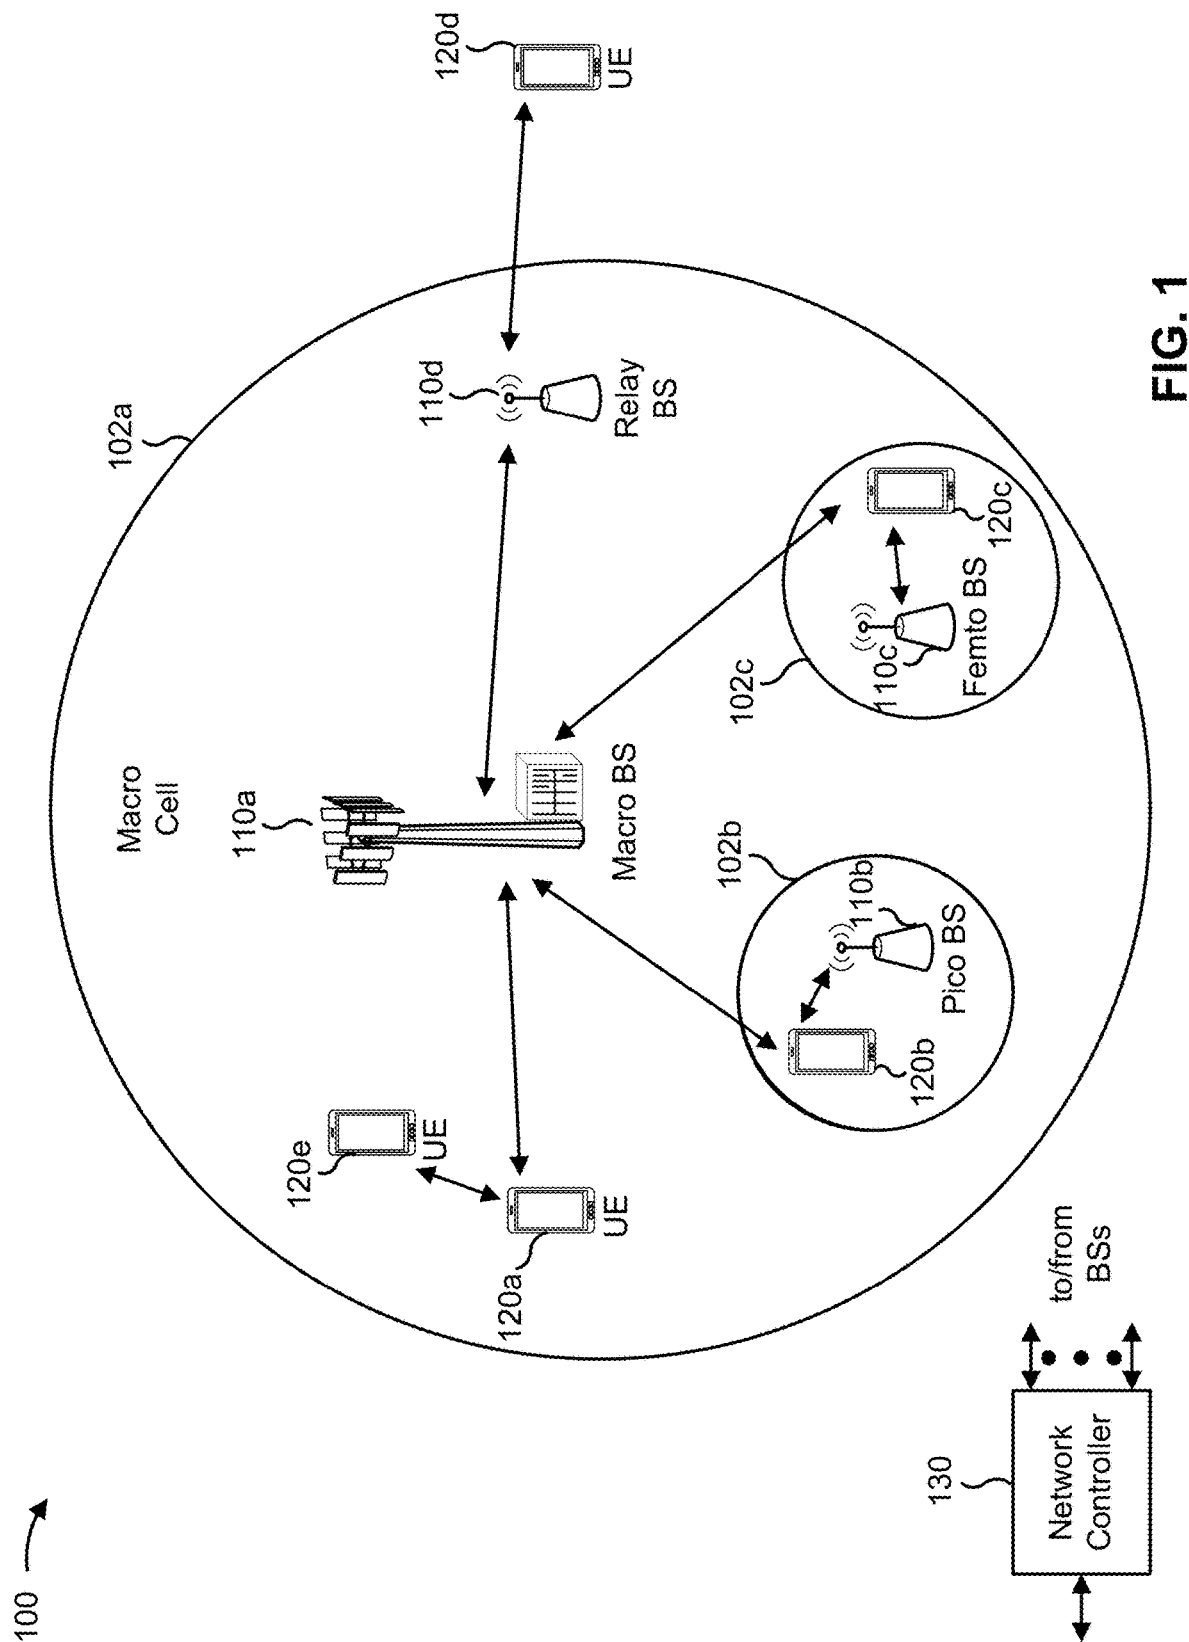 100
102a
Macro
Cell
110a
120d
UE
110d
Relay
BS
120e
UE
120a
UE
Macro BS
102b
110b
Pico BS
120b
102c
110c
Femto BS
120c
130
Network
Controller
to/from
BSs
FIG. 1